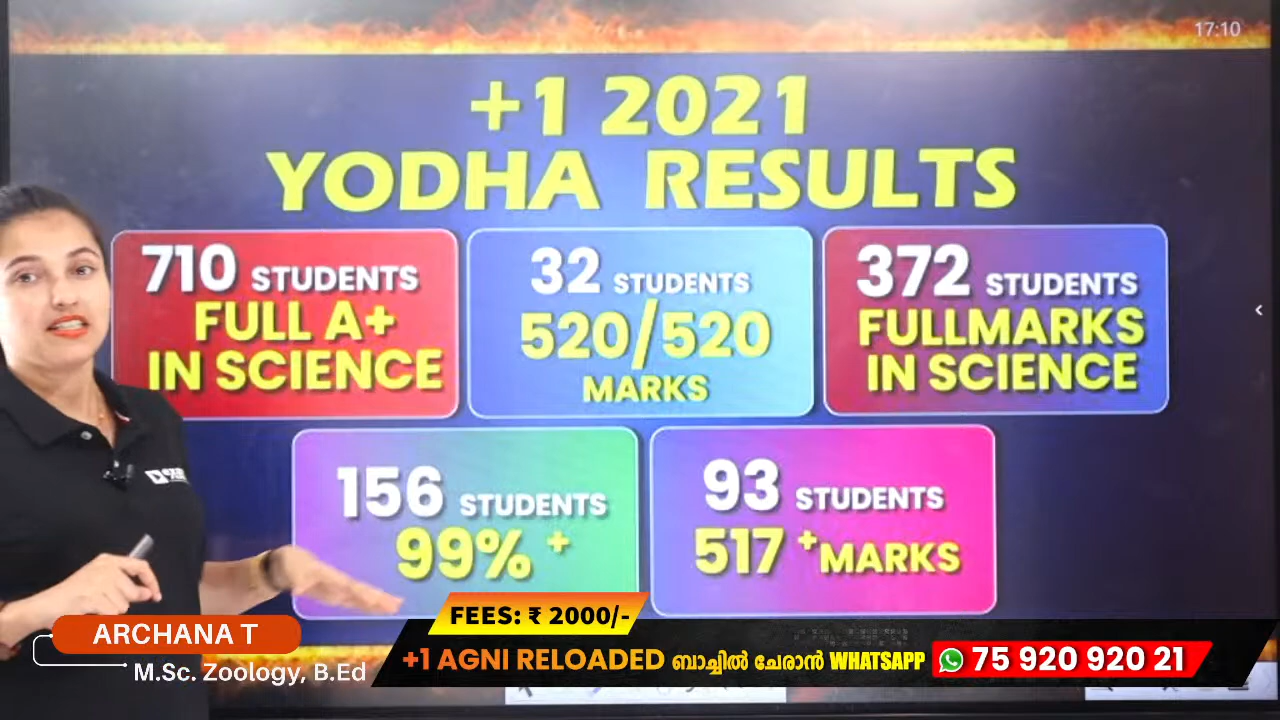 17:10
+1 2021
YODHA RESULTS
710 STUDENTS
FULL A+
IN SCIENCE
32 STUDENTS
520/520
MARKS
372 STUDENTS
FULLMARKS
IN SCIENCE
156 STUDENTS
99% +
93 STUDENTS
517 + MARKS
FEES: ₹ 2000/-
ARCHANA T
M.Sc. Zoology, B.Ed
+1 AGNI RELOADED ബാച്ചിൽ ചേരാൻ WHATSAPP 75 920 920 21